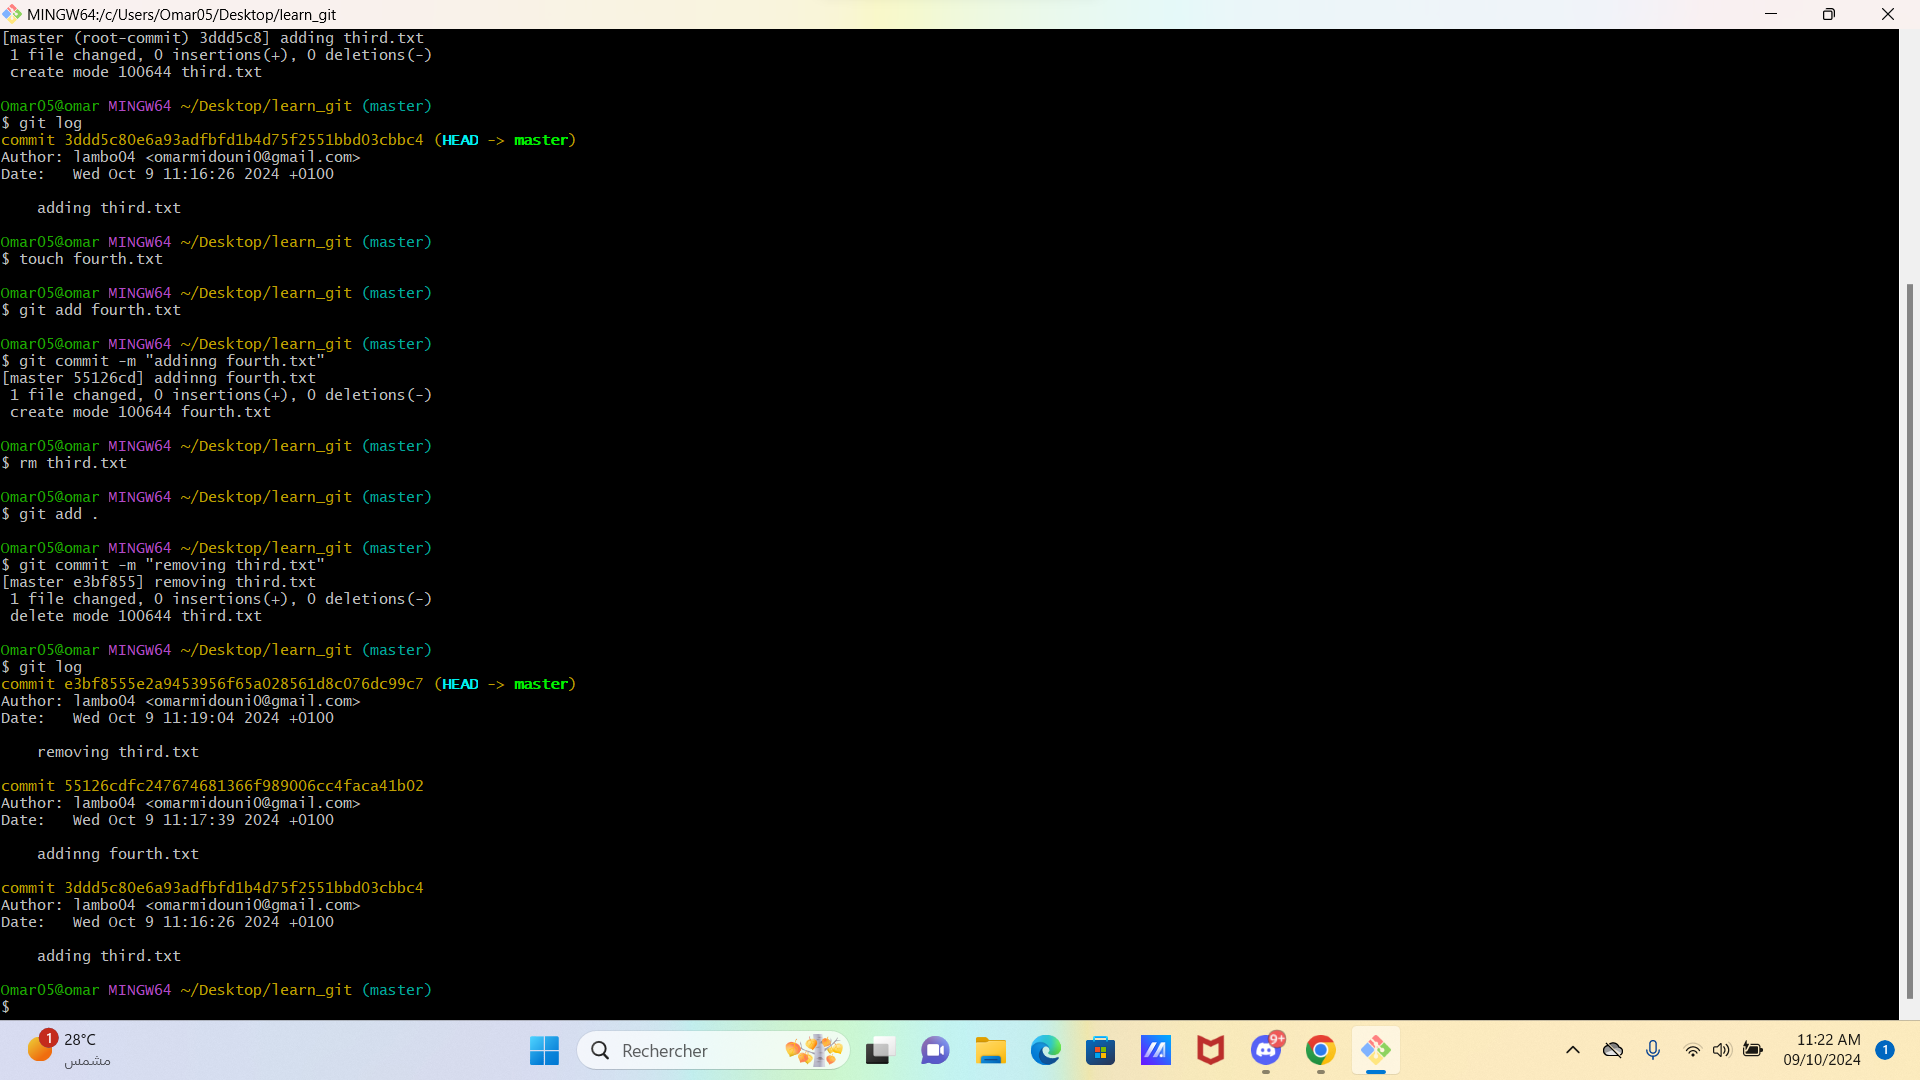 MINGW64:/c/Users/Omar05/Desktop/learn_git
[master (root-commit) 3ddd5c8] adding third.txt
 1 file changed, 0 insertions(+), 0 deletions(-)
 create mode 100644 third.txt

Omar05@omar MINGW64 ~/Desktop/learn_git (master)
$ git log
commit 3ddd5c80e6a93adfbfd1b4d75f2551bbd03cbbc4 (HEAD -> master)
Author: lambo04 <omarmidouni0@gmail.com>
Date:   Wed Oct 9 11:16:26 2024 +0100

    adding third.txt

Omar05@omar MINGW64 ~/Desktop/learn_git (master)
$ touch fourth.txt

Omar05@omar MINGW64 ~/Desktop/learn_git (master)
$ git add fourth.txt

Omar05@omar MINGW64 ~/Desktop/learn_git (master)
$ git commit -m "addinng fourth.txt"
[master 55126cd] addinng fourth.txt
 1 file changed, 0 insertions(+), 0 deletions(-)
 create mode 100644 fourth.txt

Omar05@omar MINGW64 ~/Desktop/learn_git (master)
$ rm third.txt

Omar05@omar MINGW64 ~/Desktop/learn_git (master)
$ git add .

Omar05@omar MINGW64 ~/Desktop/learn_git (master)
$ git commit -m "removing third.txt"
[master e3bf855] removing third.txt
 1 file changed, 0 insertions(+), 0 deletions(-)
 delete mode 100644 third.txt

Omar05@omar MINGW64 ~/Desktop/learn_git (master)
$ git log
commit e3bf8555e2a9453956f65a028561d8c076dc99c7 (HEAD -> master)
Author: lambo04 <omarmidouni0@gmail.com>
Date:   Wed Oct 9 11:19:04 2024 +0100

    removing third.txt

commit 55126cdfc247674681366f989006cc4faca41b02
Author: lambo04 <omarmidouni0@gmail.com>
Date:   Wed Oct 9 11:17:39 2024 +0100

    addinng fourth.txt

commit 3ddd5c80e6a93adfbfd1b4d75f2551bbd03cbbc4
Author: lambo04 <omarmidouni0@gmail.com>
Date:   Wed Oct 9 11:16:26 2024 +0100

    adding third.txt

Omar05@omar MINGW64 ~/Desktop/learn_git (master)
$
1
28°C
مشمس
Rechercher
9+
11:22 AM
09/10/2024
1